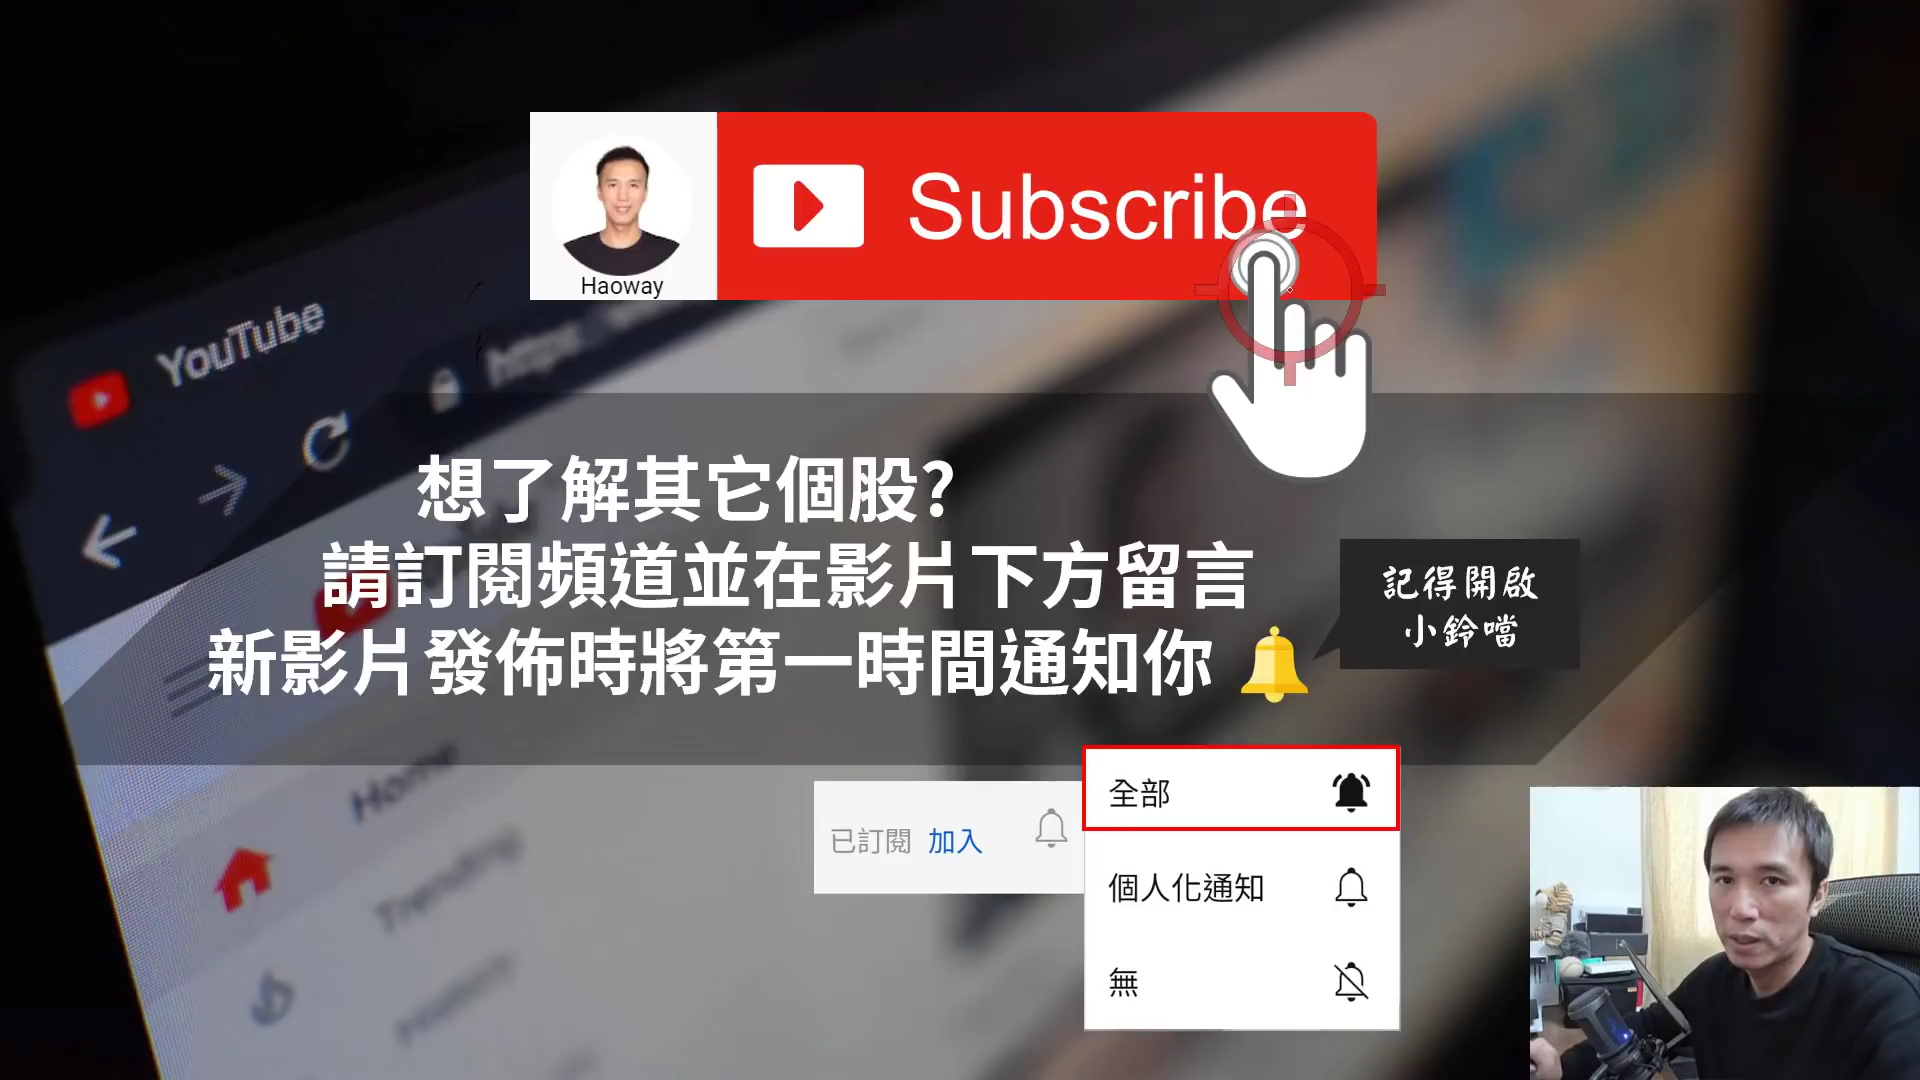 Haoway
Subscribe
YouTube
https://
想了解其它個股?
請訂閱頻道並在影片下方留言
新影片發佈時將第一時間通知你
記得開啟
小鈴噹
Home
Trending
全部
已訂閱 加入
個人化通知
無